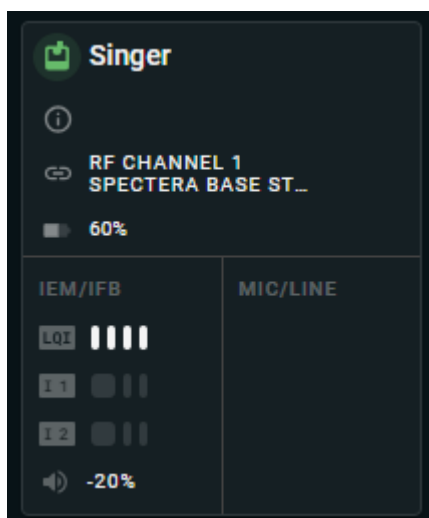 Singer
RF CHANNEL 1
SPECTERA BASE ST…
60%
IEM/IFB
MIC/LINE
LQI
I 1
I 2
-20%